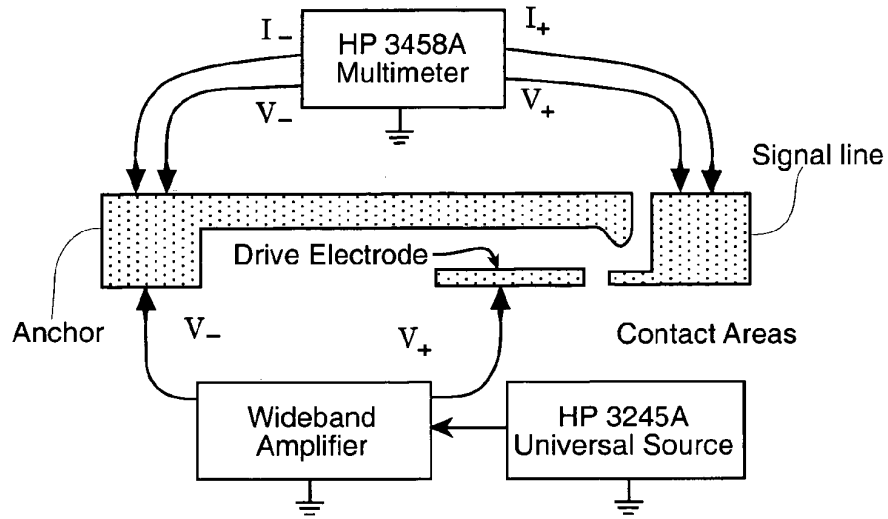 I–
HP 3458A
Multimeter
I+
V–
V+
Signal line
Drive Electrode
Anchor
V–
V+
Contact Areas
Wideband
Amplifier
HP 3245A
Universal Source